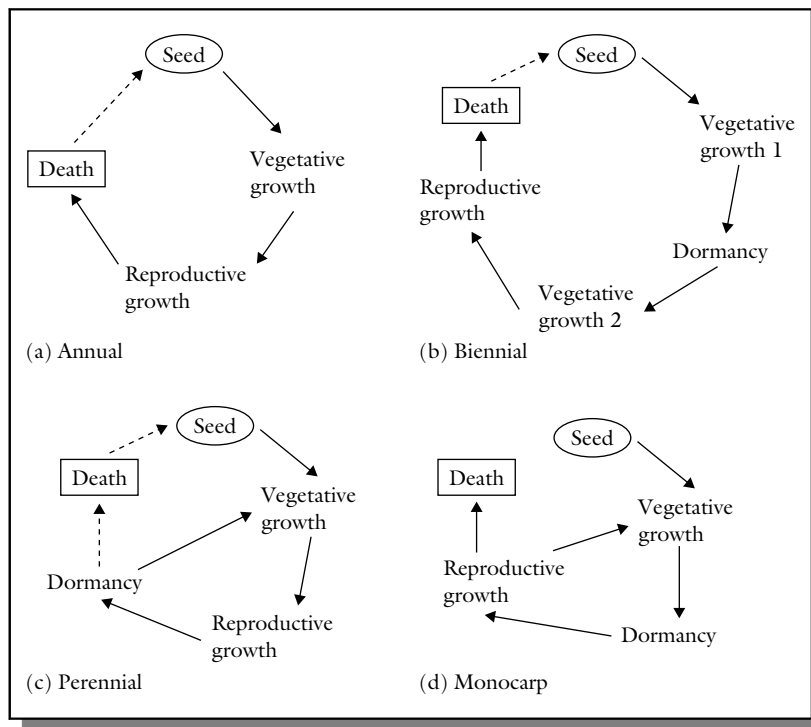 Seed
Death
Vegetative
growth
Reproductive
growth
(a) Annual
Seed
Death
Vegetative
growth 1
Reproductive
growth
Dormancy
Vegetative
growth 2
(b) Biennial
Seed
Death
Vegetative
growth
Dormancy
Reproductive
growth
(c) Perennial
Seed
Death
Vegetative
growth
Reproductive
growth
Dormancy
(d) Monocarp